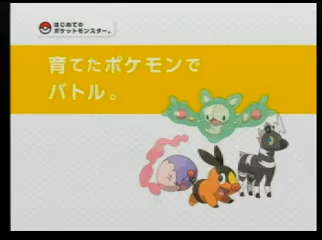 はじめての
ポケットモンスター。
育てたポケモンで
バトル。